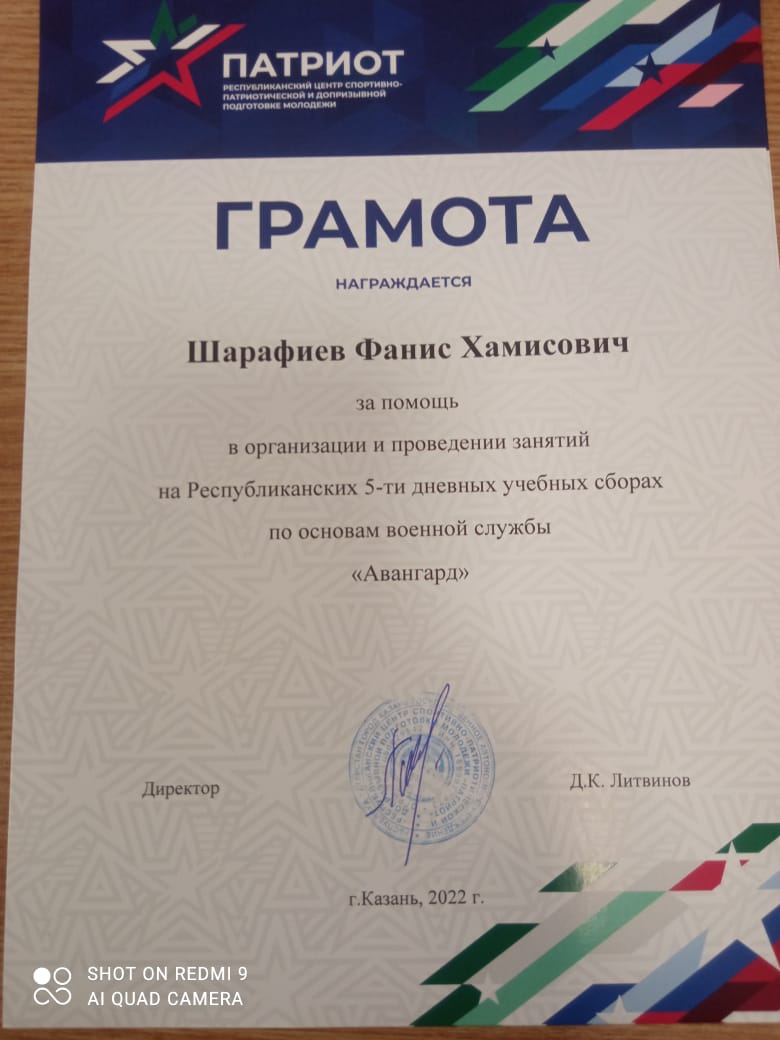 ПАТРИОТ
РЕСПУБЛИКАНСКИЙ ЦЕНТР СПОРТИВНО-
ПАТРИОТИЧЕСКОЙ И ДОПРИЗЫВНОЙ
ПОДГОТОВКЕ МОЛОДЕЖИ
ГРАМОТА
НАГРАЖДАЕТСЯ
Шарафиев Фанис Хамисович
за помощь
в организации и проведении занятий
на Республиканских 5-ти дневных учебных сборах
по основам военной службы
«Авангард»
Директор
Д.К. Литвинов
г.Казань, 2022 г.
SHOT ON REDMI 9
AI QUAD CAMERA